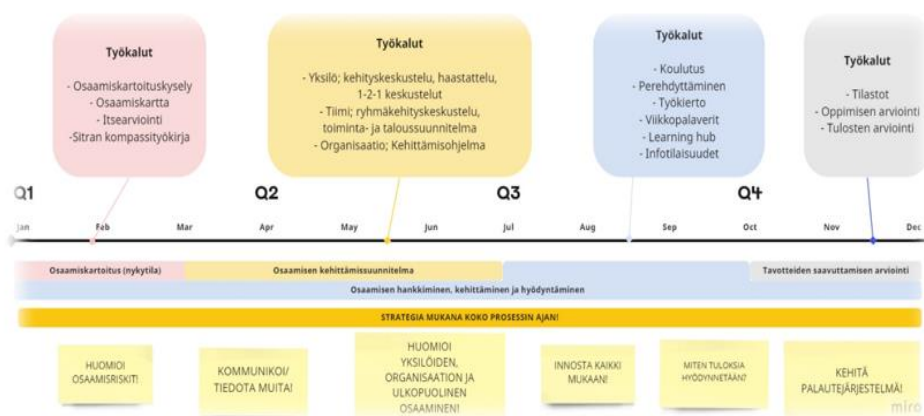 Työkalut
- Osaamiskartoituskysely
- Osaamiskartta
- Itsearviointi
-Sitran kompassityökirja
Työkalut
- Yksilö; kehityskeskustelu, haastattelu,
1-2-1 keskustelut
- Tiimi; ryhmäkehityskeskustelu,
toiminta- ja taloussuunnitelma
- Organisaatio; Kehittämisohjelma
Työkalut
- Koulutus
- Perehdyttäminen
- Työkierto
- Viikkopalaverit
- Learning hub
- Infotilaisuudet
Työkalut
- Tilastot
- Oppimisen arviointi
- Tulosten arviointi
Q1 Q2 Q3 Q4
Jan Feb Mar Apr May Jun Jul Aug Sep Oct Nov Dec
Osaamiskartoitus (nykytila) Osaamisen kehittämissuunnitelma Tavotteiden saavuttamisen arviointi
Osaamisen hankkiminen, kehittäminen ja hyödyntäminen
STRATEGIA MUKANA KOKO PROSESSIN AJAN!
HUOMIOI
OSAAMISRISKIT!
KOMMUNIKOI/
TIEDOTA MUITA!
HUOMIOI
YKSILÖIDEN,
ORGANISAATION JA
ULKOPUOLINEN
OSAAMINEN!
INNOSTA KAIKKI
MUKAAN!
MITEN TULOKSIA
HYÖDYNNETÄÄN?
KEHITÄ
PALAUTEJÄRJESTELMÄ!
miro